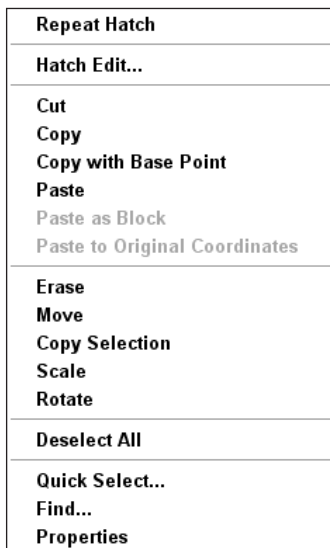 Repeat Hatch
Hatch Edit...
Cut
Copy
Copy with Base Point
Paste
Paste as Block
Paste to Original Coordinates
Erase
Move
Copy Selection
Scale
Rotate
Deselect All
Quick Select...
Find...
Properties